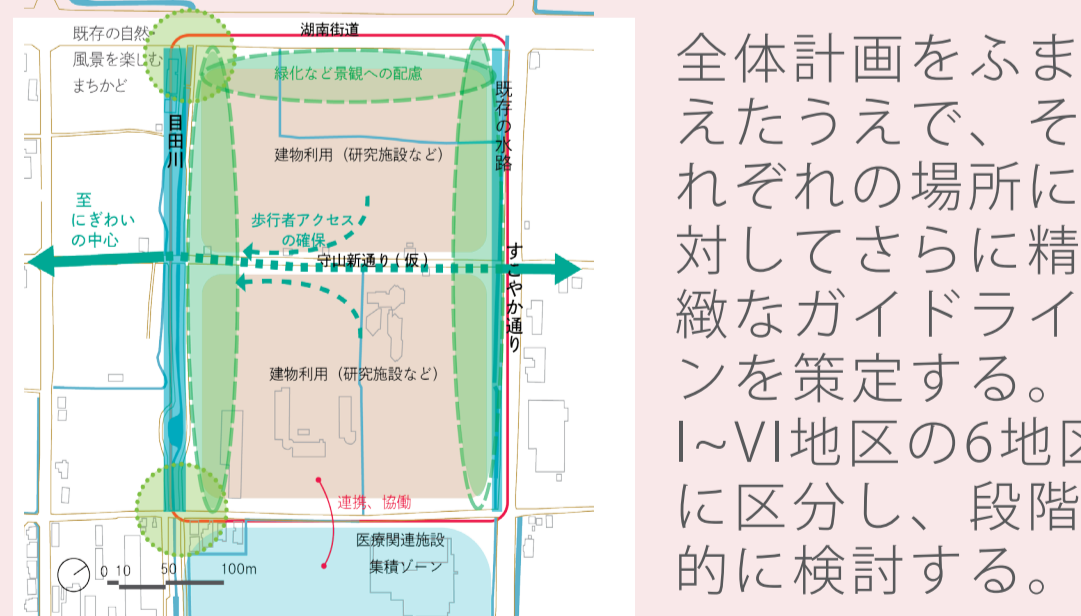 既存の自然
風景を楽しむ
まちかど
湖南街道
緑化など景観への配慮
既存の水路
目田川
建物利用（研究施設など）
至
にぎわい
の中心
歩行者アクセス
の確保
守山新通り(仮)
すこやか通り
建物利用（研究施設など）
連携、協働
医療関連施設
集積ゾーン
0 10 50 100m
全体計画をふま
えたうえで、そ
れぞれの場所に
対してさらに精
緻なガイドライ
ンを策定する。
I~VI地区の6地区
に区分し、段階
的に検討する。